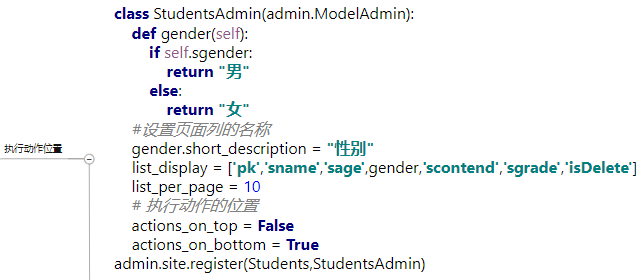 class StudentsAdmin(admin.ModelAdmin):
def gender(self):
if self.sgender:
return "男"
else:
return "女"
#设置页面列的名称
gender.short_description = "性别"
执行动作位置
list_display = ['pk','sname','sage',gender,'scontend','sgrade','isDelete']
list_per_page = 10
# 执行动作的位置
actions_on_top = False
actions_on_bottom = True
admin.site.register(Students,StudentsAdmin)